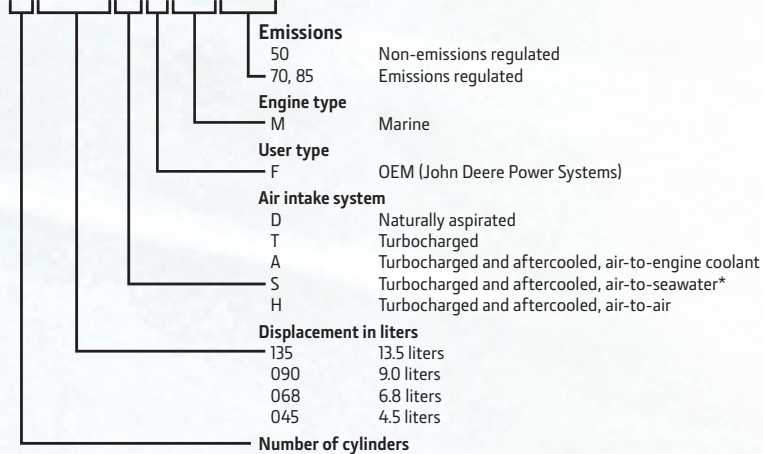 Emissions
50 Non-emissions regulated
70, 85 Emissions regulated
Engine type
M Marine
User type
F OEM (John Deere Power Systems)
Air intake system
D Naturally aspirated
T Turbocharged
A Turbocharged and aftercooled, air-to-engine coolant
S Turbocharged and aftercooled, air-to-seawater*
H Turbocharged and aftercooled, air-to-air
Displacement in liters
135 13.5 liters
090 9.0 liters
068 6.8 liters
045 4.5 liters
Number of cylinders